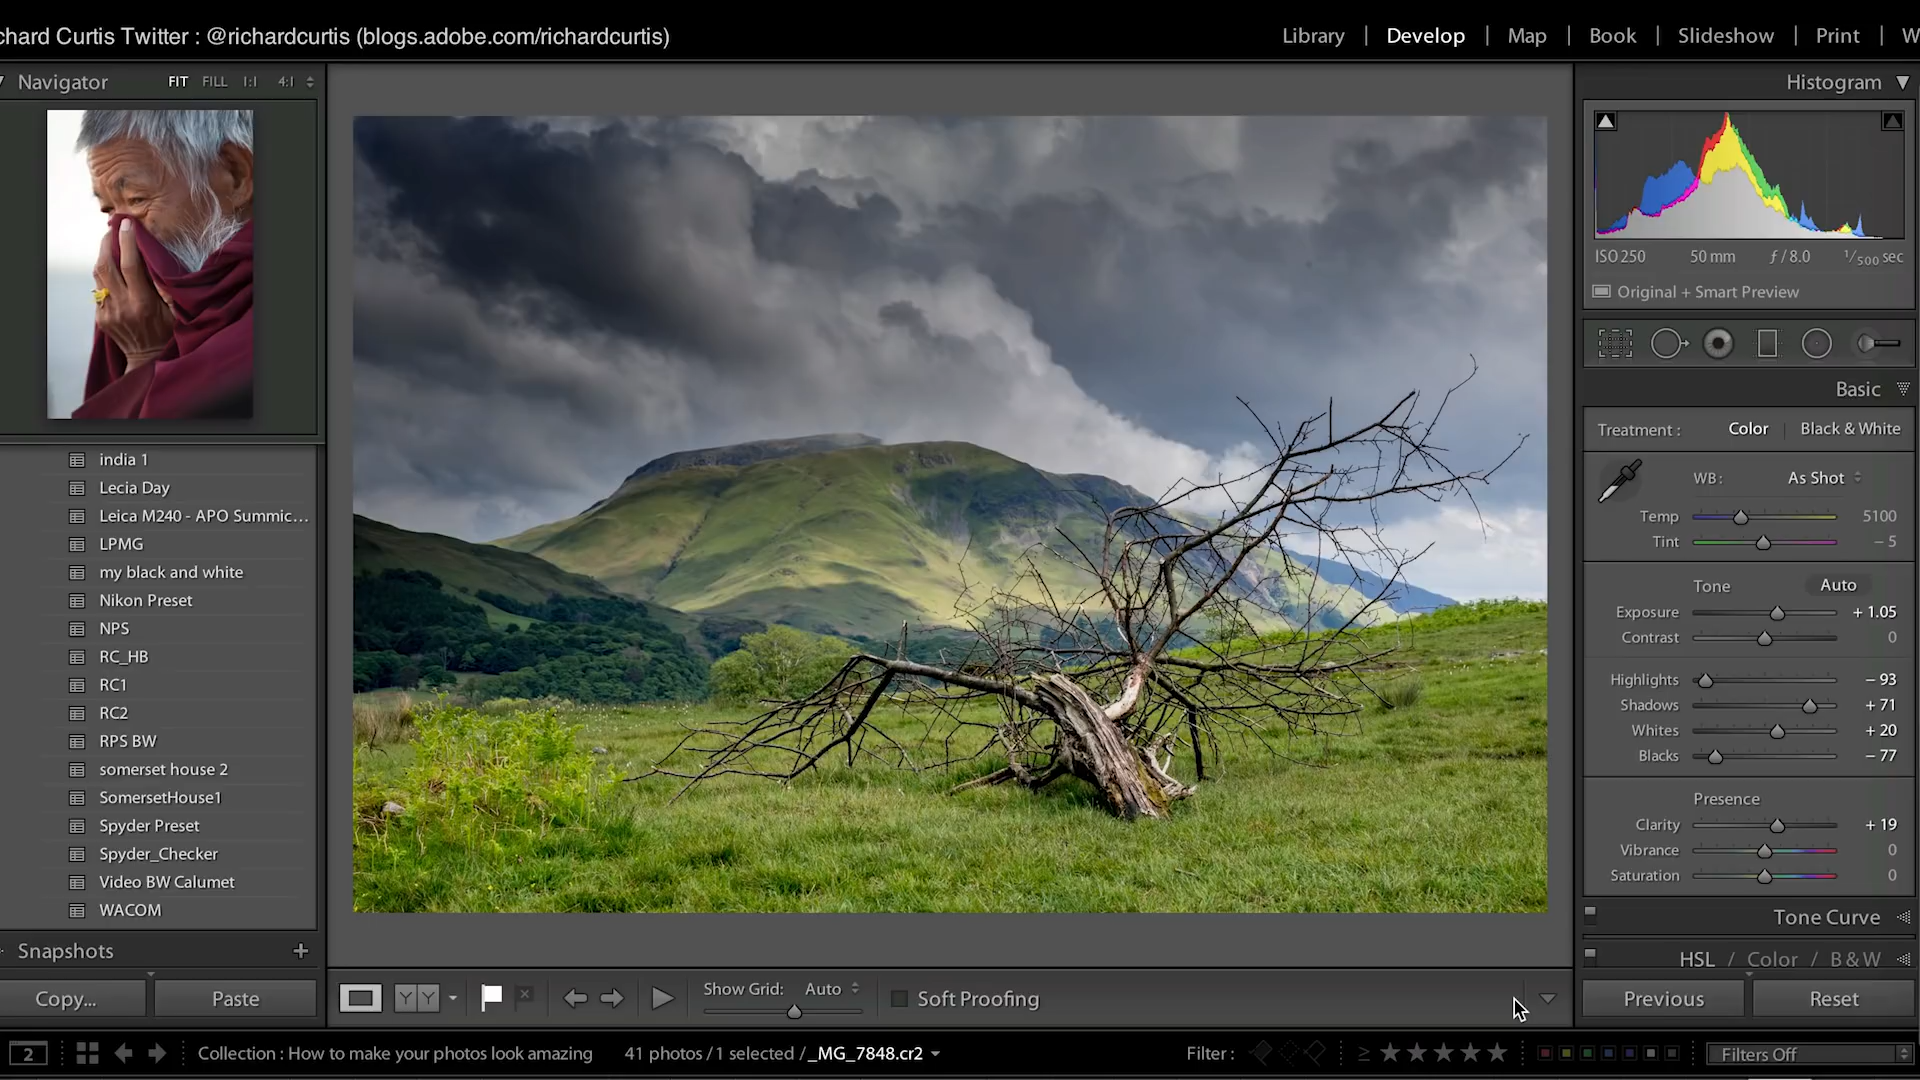 chard Curtis Twitter : @richardcurtis (blogs.adobe.com/richardcurtis)
Library | Develop | Map | Book | Slideshow | Print | W
Navigator FIT FILL 1:1 4:1
india 1
Lecia Day
Leica M240 - APO Summic...
LPMG
my black and white
Nikon Preset
NPS
RC_HB
RC1
RC2
RPS BW
somerset house 2
SomersetHouse1
Spyder Preset
Spyder_Checker
Video BW Calumet
WACOM
Snapshots +
Copy... Paste
YY Show Grid: Auto Soft Proofing
Histogram
ISO 250 50 mm f / 8.0 1/500 sec
Original + Smart Preview
Basic
Treatment : Color | Black & White
WB: As Shot
Temp 5100
Tint – 5
Tone Auto
Exposure + 1.05
Contrast 0
Highlights – 93
Shadows + 71
Whites + 20
Blacks – 77
Presence
Clarity + 19
Vibrance 0
Saturation 0
Tone Curve
HSL / Color / B & W
Previous Reset
2 Collection : How to make your photos look amazing 41 photos / 1 selected / _MG_7848.cr2 Filter : ≥ ★★★★★ Filters Off